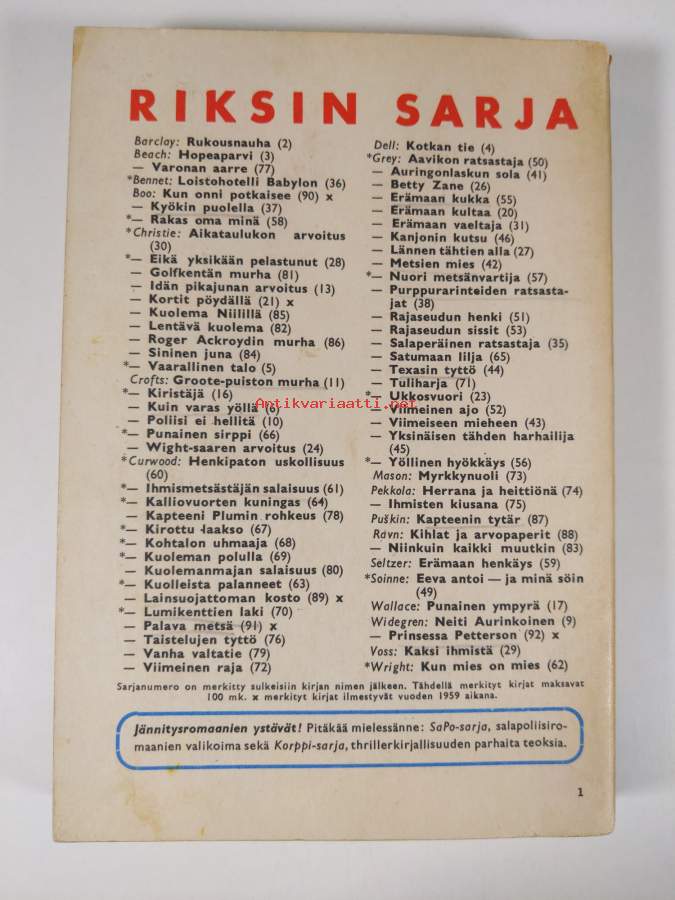 RIKSIN SARJA
Barclay: Rukousnauha (2)
Beach: Hopeaparvi (3)
— Varonan aarre (77)
*Bennet: Loistohotelli Babylon (36)
Boo: Kun onni potkaisee (90) x
— Kyökin puolella (37)
*— Rakas oma minä (58)
*Christie: Aikataulukon arvoitus
(30)
*— Eikä yksikään pelastunut (28)
— Golfkentän murha (81)
— Idän pikajunan arvoitus (13)
— Kortit pöydällä (21) x
— Kuolema Niilillä (85)
— Lentävä kuolema (82)
— Roger Ackroydin murha (86)
— Sininen juna (84)
*— Vaarallinen talo (5)
Crofts: Groote-puiston murha (11)
*— Kiristäjä (16)
— Kuin varas yöllä (6)
— Poliisi ei hellitä (10)
*— Punainen sirppi (66)
— Wight-saaren arvoitus (24)
*Curwood: Henkipaton uskollisuus
(60)
*— Ihmismetsästäjän salaisuus (61)
*— Kalliovuorten kuningas (64)
— Kapteeni Plumin rohkeus (78)
*— Kirottu laakso (67)
*— Kohtalon uhmaaja (68)
*— Kuoleman polulla (69)
— Kuolemanmajan salaisuus (80)
*— Kuolleista palanneet (63)
— Lainsuojattoman kosto (89) x
*— Lumikenttien laki (70)
— Palava metsä (91) x
— Taistelujen tyttö (76)
— Vanha valtatie (79)
— Viimeinen raja (72)
Dell: Kotkan tie (4)
*Grey: Aavikon ratsastaja (50)
— Auringonlaskun sola (41)
— Betty Zane (26)
— Erämaan kukka (55)
— Erämaan kultaa (20)
— Erämaan vaeltaja (31)
— Kanjonin kutsu (46)
— Lännen tähtien alla (27)
— Metsien mies (42)
*— Nuori metsänvartija (57)
— Purppurarinteiden ratsasta-
jat (38)
— Rajaseudun henki (51)
— Rajaseudun sissit (53)
— Salaperäinen ratsastaja (35)
— Satumaan lilja (65)
— Texasin tyttö (44)
— Tuliharja (71)
*— Ukkosvuori (23)
— Viimeinen ajo (52)
— Viimeiseen mieheen (43)
— Yksinäisen tähden harhailija
(45)
*— Yöllinen hyökkäys (56)
Mason: Myrkkynuoli (73)
Pekkola: Herrana ja heittiönä (74)
— Ihmisten kiusana (75)
Puškin: Kapteenin tytär (87)
Ravn: Kihlat ja arvopaperit (88)
— Niinkuin kaikki muutkin (83)
Seltzer: Erämaan henkäys (59)
*Soinne: Eeva antoi — ja minä söin
(49)
Wallace: Punainen ympyrä (17)
Widegren: Neiti Aurinkoinen (9)
— Prinsessa Petterson (92) x
Voss: Kaksi ihmistä (29)
*Wright: Kun mies on mies (62)
Antikvariaatti.net
Sarjanumero on merkitty sulkeisiin kirjan nimen jälkeen. Tähdellä merkityt kirjat maksavat
100 mk. x merkityt kirjat ilmestyvät vuoden 1959 aikana.
Jännitysromaanien ystävät! Pitäkää mielessänne: SaPo-sarja, salapoliisiro-
maanien valikoima sekä Korppi-sarja, thrillerkirjallisuuden parhaita teoksia.
1